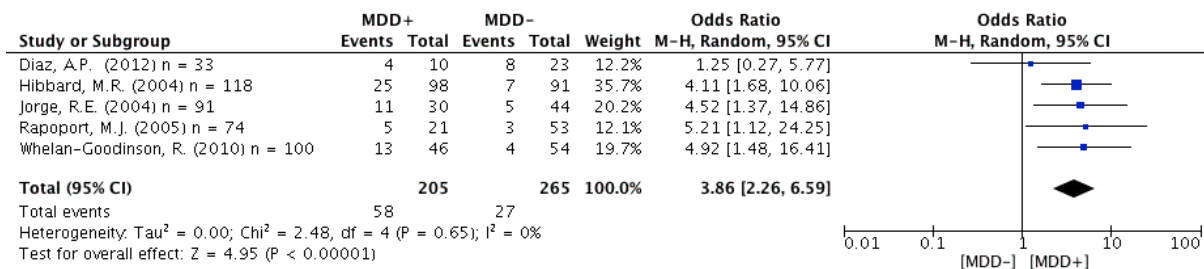 MDD+ MDD- Odds Ratio Odds Ratio
Study or Subgroup Events Total Events Total Weight M-H, Random, 95% CI M-H, Random, 95% CI
Diaz, A.P. (2012) n = 33 4 10 8 23 12.2% 1.25 [0.27, 5.77]
Hibbard, M.R. (2004) n = 118 25 98 7 91 35.7% 4.11 [1.68, 10.06]
Jorge, R.E. (2004) n = 91 11 30 5 44 20.2% 4.52 [1.37, 14.86]
Rapoport, M.J. (2005) n = 74 5 21 3 53 12.1% 5.21 [1.12, 24.25]
Whelan-Goodinson, R. (2010) n = 100 13 46 4 54 19.7% 4.92 [1.48, 16.41]
Total (95% CI) 205 265 100.0% 3.86 [2.26, 6.59]
Total events 58 27
Heterogeneity: Tau² = 0.00; Chi² = 2.48, df = 4 (P = 0.65); I² = 0%
Test for overall effect: Z = 4.95 (P < 0.00001)
0.01 0.1 1 10 100
[MDD-] [MDD+]